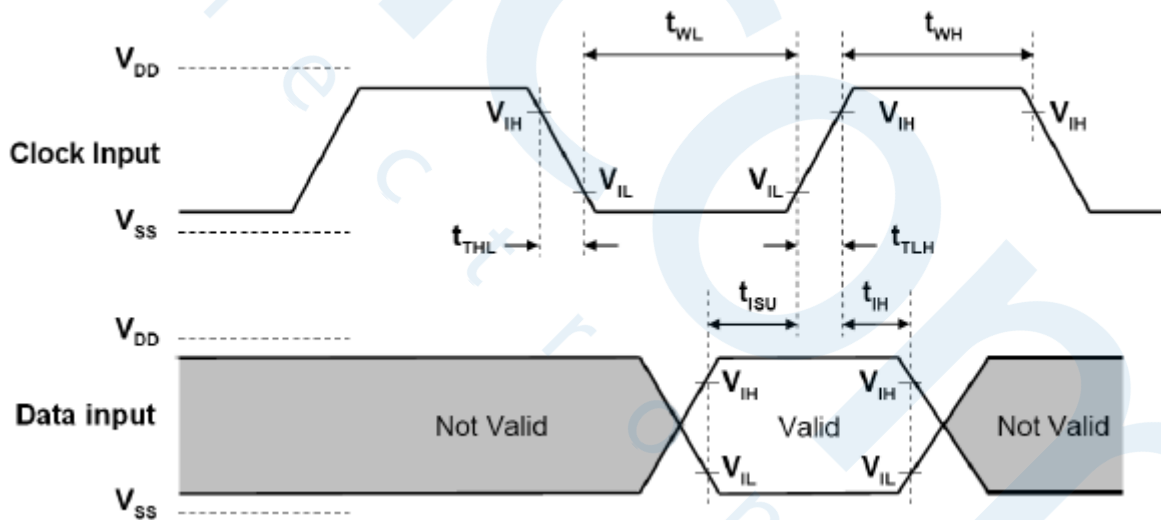 t_WL t_WH
V_DD
V_IH V_IH V_IH
Clock Input
V_IL V_IL
V_SS
t_THL t_TLH
t_ISU t_IH
V_DD
V_IH V_IH
Data input Not Valid Valid Not Valid
V_IL V_IL
V_SS